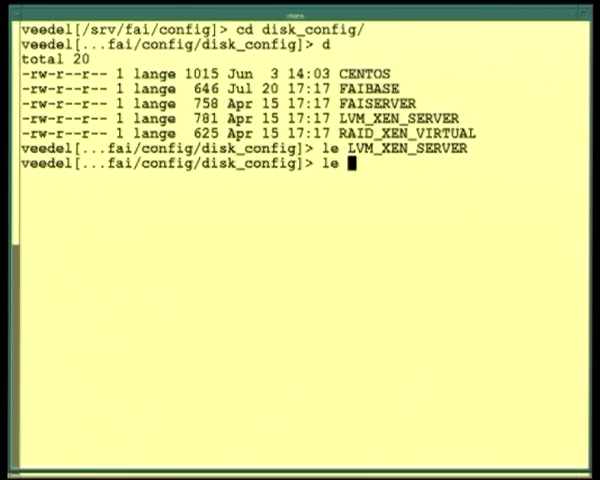 veedel[/srv/fai/config]> cd disk_config/
veedel[...fai/config/disk_config]> d
total 20
-rw-r--r-- 1 lange 1015 Jun  3 14:03 CENTOS
-rw-r--r-- 1 lange  646 Jul 20 17:17 FAIBASE
-rw-r--r-- 1 lange  758 Apr 15 17:17 FAISERVER
-rw-r--r-- 1 lange  781 Apr 15 17:17 LVM_XEN_SERVER
-rw-r--r-- 1 lange  625 Apr 15 17:17 RAID_XEN_VIRTUAL
veedel[...fai/config/disk_config]> le LVM_XEN_SERVER
veedel[...fai/config/disk_config]> le